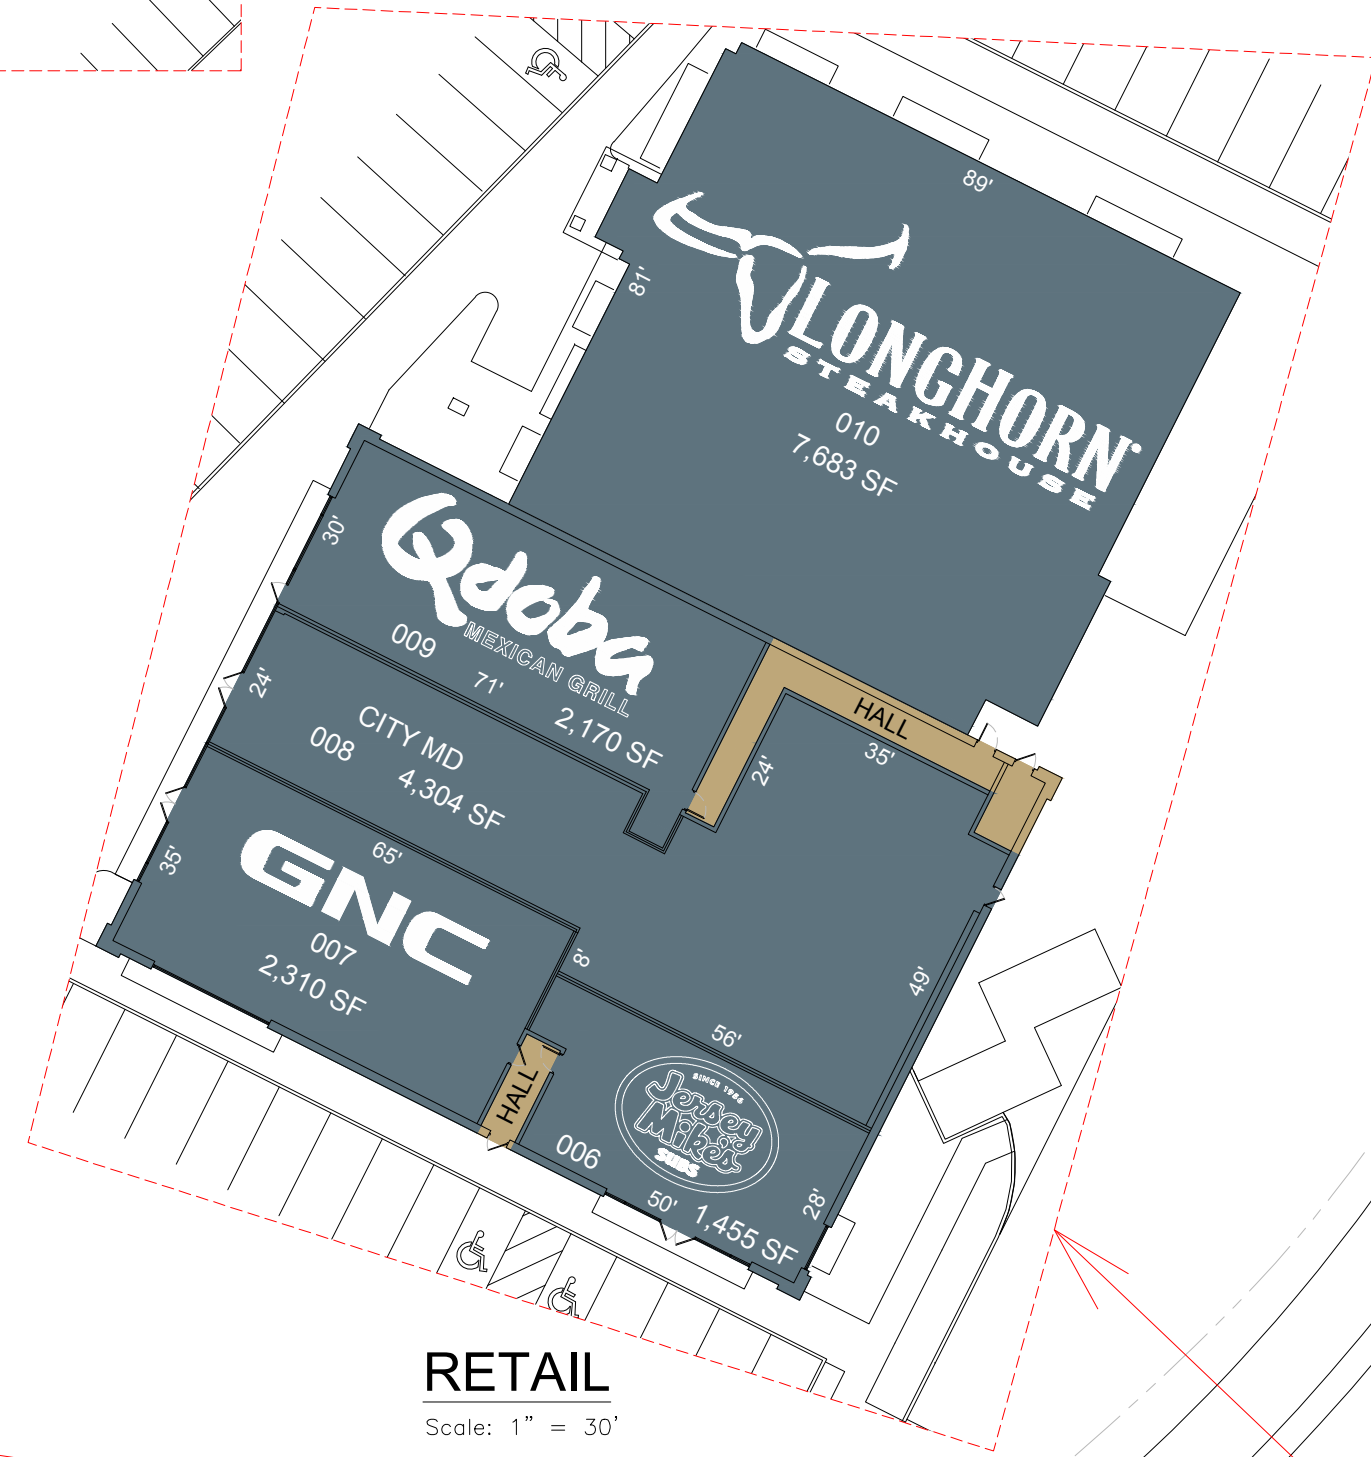 89'
81'
LONGHORN®
STEAKHOUSE
010
7,683 SF
30'
Qdoba
MEXICAN GRILL
009
71'
2,170 SF
HALL
35'
24'
24'
CITY MD
008
4,304 SF
65'
35'
GNC
007
2,310 SF
8'
49'
56'
HALL
SINCE 1956
Jersey
Mike's
SUBS
006
50'
1,455 SF
28'
RETAIL
Scale: 1" = 30'